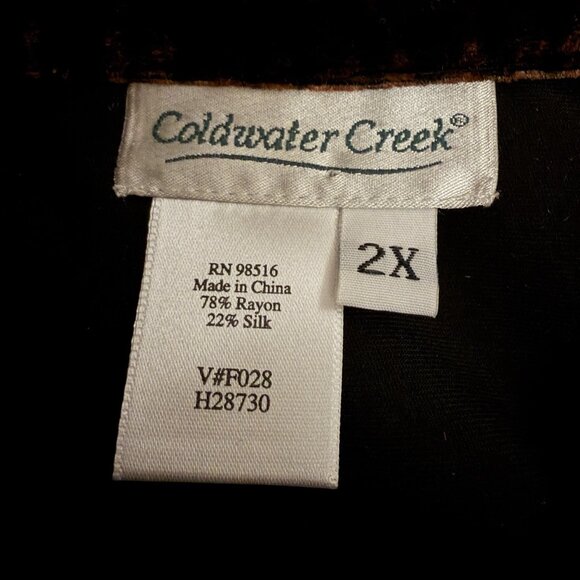 Coldwater Creek®
2X
RN 98516
Made in China
78% Rayon
22% Silk
V#F028
H28730